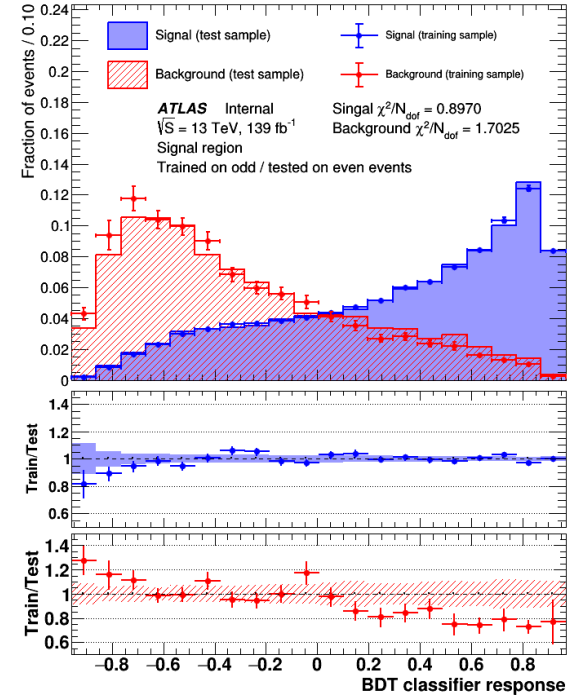 Fraction of events / 0.10
0.24
0.22
0.2
0.18
0.16
0.14
0.12
0.1
0.08
0.06
0.04
0.02
0
Signal (test sample)
Signal (training sample)
Background (test sample)
Background (training sample)
ATLAS Internal
√S = 13 TeV, 139 fb⁻¹
Signal region
Trained on odd / tested on even events
Singal χ²/N_dof = 0.8970
Background χ²/N_dof = 1.7025
Train/Test
1.4
1.2
1
0.8
0.6
Train/Test
1.4
1.2
1
0.8
0.6
−0.8 −0.6 −0.4 −0.2 0 0.2 0.4 0.6 0.8
BDT classifier response